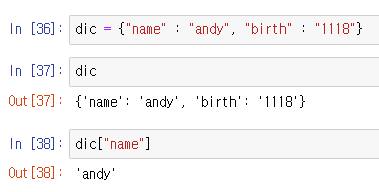 In [36]: dic = {"name" : "andy", "birth" : "1118"}
In [37]: dic
Out[37]: {'name': 'andy', 'birth': '1118'}
In [38]: dic["name"]
Out[38]: 'andy'